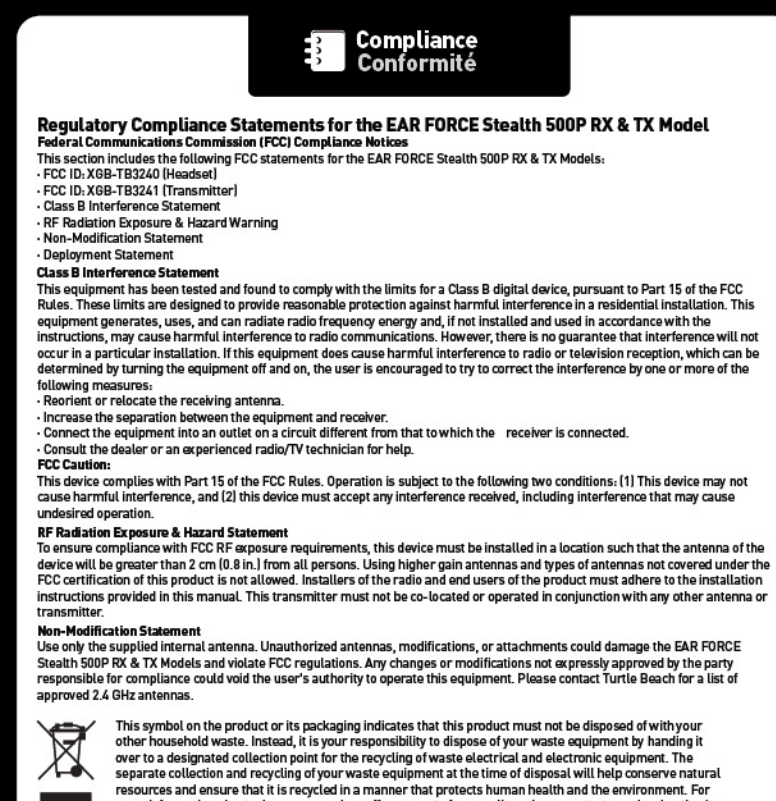 Compliance
Conformité
Regulatory Compliance Statements for the EAR FORCE Stealth 500P RX & TX Model
Federal Communications Commission (FCC) Compliance Notices
This section includes the following FCC statements for the EAR FORCE Stealth 500P RX & TX Models:
· FCC ID: XGB-TB3240 (Headset)
· FCC ID: XGB-TB3241 (Transmitter)
· Class B Interference Statement
· RF Radiation Exposure & Hazard Warning
· Non-Modification Statement
· Deployment Statement
Class B Interference Statement
This equipment has been tested and found to comply with the limits for a Class B digital device, pursuant to Part 15 of the FCC
Rules. These limits are designed to provide reasonable protection against harmful interference in a residential installation. This
equipment generates, uses, and can radiate radio frequency energy and, if not installed and used in accordance with the
instructions, may cause harmful interference to radio communications. However, there is no guarantee that interference will not
occur in a particular installation. If this equipment does cause harmful interference to radio or television reception, which can be
determined by turning the equipment off and on, the user is encouraged to try to correct the interference by one or more of the
following measures:
· Reorient or relocate the receiving antenna.
· Increase the separation between the equipment and receiver.
· Connect the equipment into an outlet on a circuit different from that to which the receiver is connected.
· Consult the dealer or an experienced radio/TV technician for help.
FCC Caution:
This device complies with Part 15 of the FCC Rules. Operation is subject to the following two conditions: (1) This device may not
cause harmful interference, and (2) this device must accept any interference received, including interference that may cause
undesired operation.
RF Radiation Exposure & Hazard Statement
To ensure compliance with FCC RF exposure requirements, this device must be installed in a location such that the antenna of the
device will be greater than 2 cm (0.8 in.) from all persons. Using higher gain antennas and types of antennas not covered under the
FCC certification of this product is not allowed. Installers of the radio and end users of the product must adhere to the installation
instructions provided in this manual. This transmitter must not be co-located or operated in conjunction with any other antenna or
transmitter.
Non-Modification Statement
Use only the supplied internal antenna. Unauthorized antennas, modifications, or attachments could damage the EAR FORCE
Stealth 500P RX & TX Models and violate FCC regulations. Any changes or modifications not expressly approved by the party
responsible for compliance could void the user's authority to operate this equipment. Please contact Turtle Beach for a list of
approved 2.4 GHz antennas.
This symbol on the product or its packaging indicates that this product must not be disposed of with your
other household waste. Instead, it is your responsibility to dispose of your waste equipment by handing it
over to a designated collection point for the recycling of waste electrical and electronic equipment. The
separate collection and recycling of your waste equipment at the time of disposal will help conserve natural
resources and ensure that it is recycled in a manner that protects human health and the environment. For